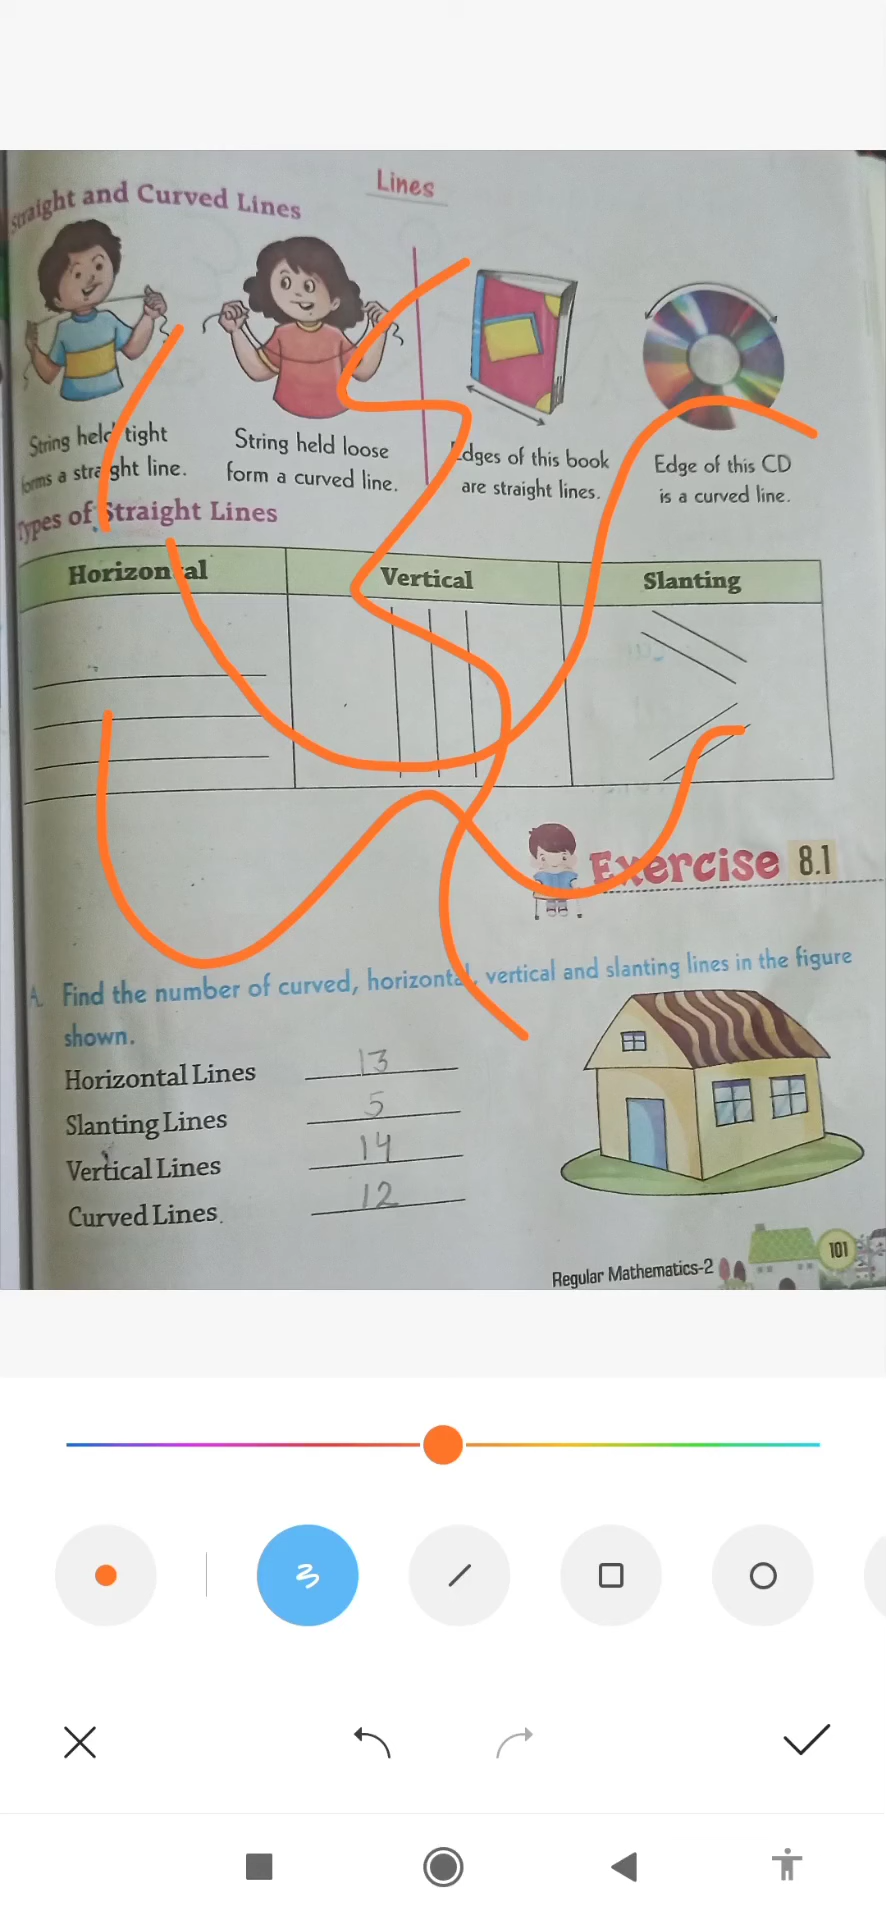 Lines
Straight and Curved Lines
String held tight
forms a straight line.
String held loose
form a curved line.
Edges of this book
are straight lines.
Edge of this CD
is a curved line.
Types of Straight Lines
Horizontal
Vertical
Slanting
Exercise 8.1
A. Find the number of curved, horizontal, vertical and slanting lines in the figure
shown.
Horizontal Lines 13
Slanting Lines 5
Vertical Lines 14
Curved Lines. 12
Regular Mathematics-2
101